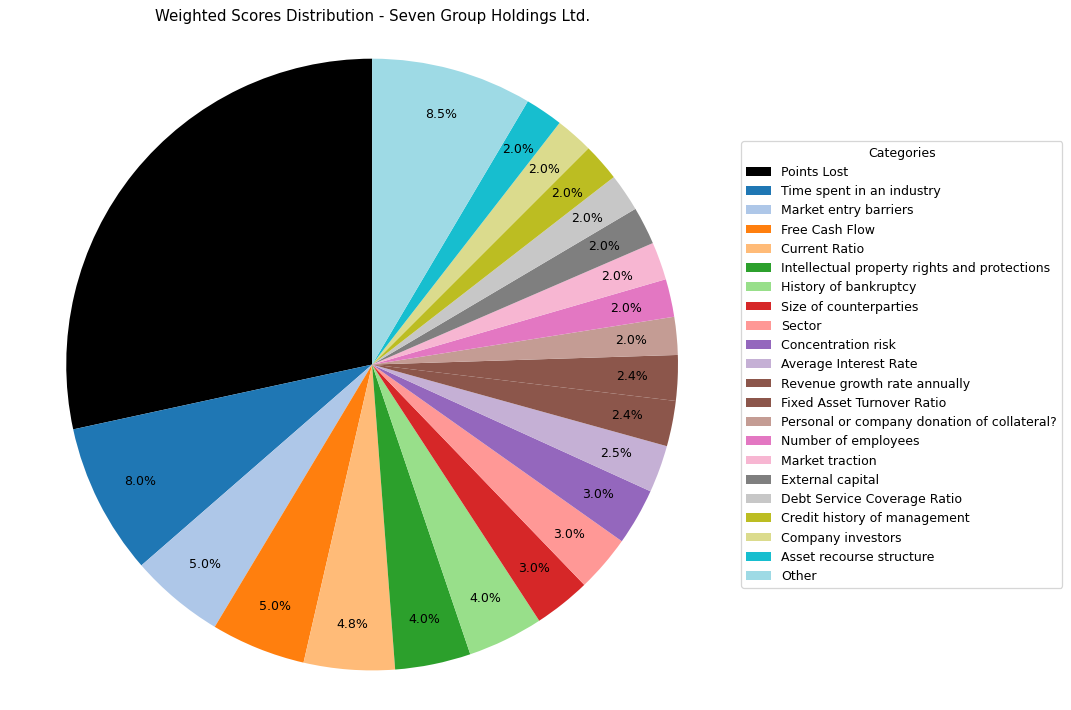 Weighted Scores Distribution - Seven Group Holdings Ltd.
8.5%
2.0%
2.0%
2.0%
2.0%
2.0%
2.0%
2.0%
2.0%
2.4%
2.4%
2.5%
3.0%
3.0%
3.0%
4.0%
4.0%
4.8%
5.0%
5.0%
8.0%
Categories
Points Lost
Time spent in an industry
Market entry barriers
Free Cash Flow
Current Ratio
Intellectual property rights and protections
History of bankruptcy
Size of counterparties
Sector
Concentration risk
Average Interest Rate
Revenue growth rate annually
Fixed Asset Turnover Ratio
Personal or company donation of collateral?
Number of employees
Market traction
External capital
Debt Service Coverage Ratio
Credit history of management
Company investors
Asset recourse structure
Other